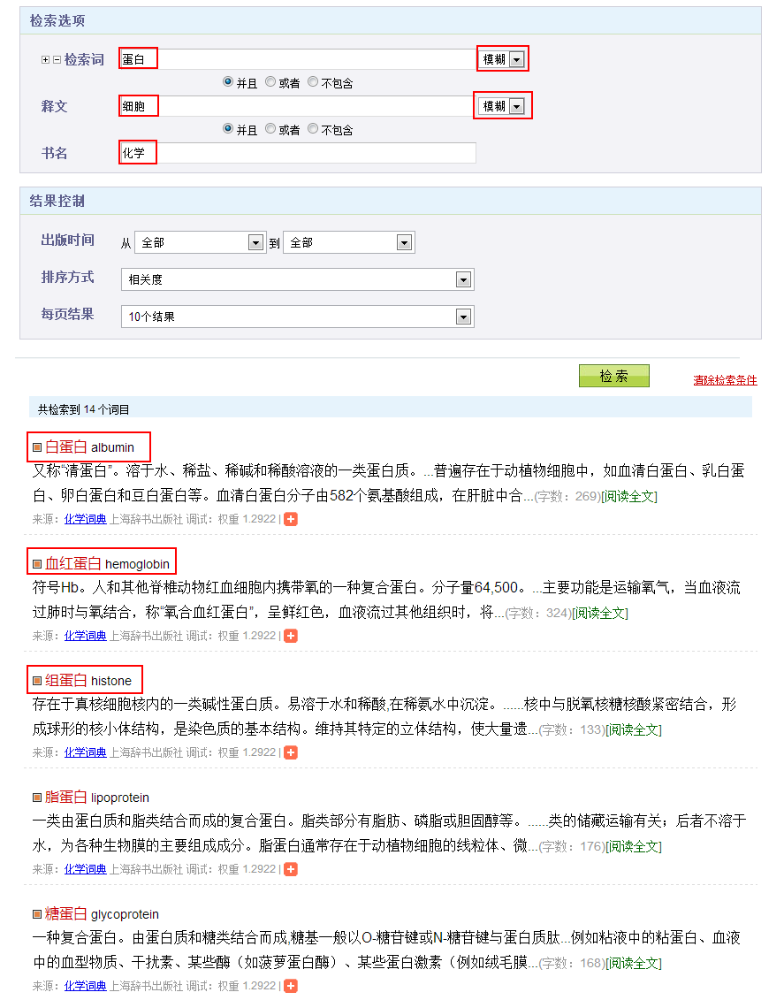 检索选项
检索词 蛋白 模糊
并且 或者 不包含
释文 细胞 模糊
并且 或者 不包含
书名 化学
结果控制
出版时间 从 全部 到 全部
排序方式 相关度
每页结果 10个结果
检 索 清除检索条件
共检索到 14 个词目
白蛋白 albumin
又称“清蛋白”。溶于水、稀盐、稀碱和稀酸溶液的一类蛋白质。...普遍存在于动植物细胞中，如血清白蛋白、乳白蛋
白、卵白蛋白和豆白蛋白等。血清白蛋白分子由582个氨基酸组成，在肝脏中合...(字数：269)[阅读全文]
来源：化学词典 上海辞书出版社 调试：权重 1.2922 |
血红蛋白 hemoglobin
符号Hb。人和其他脊椎动物红血细胞内携带氧的一种复合蛋白。分子量64,500。...主要功能是运输氧气，当血液流
过肺时与氧结合，称“氧合血红蛋白”，呈鲜红色，血液流过其他组织时，将...(字数：324)[阅读全文]
来源：化学词典 上海辞书出版社 调试：权重 1.2922 |
组蛋白 histone
存在于真核细胞核内的一类碱性蛋白质。易溶于水和稀酸,在稀氨水中沉淀。......核中与脱氧核糖核酸紧密结合，形
成球形的核小体结构，是染色质的基本结构。维持其特定的立体结构，使大量遗...(字数：133)[阅读全文]
来源：化学词典 上海辞书出版社 调试：权重 1.2922 |
脂蛋白 lipoprotein
一类由蛋白质和脂类结合而成的复合蛋白。脂类部分有脂肪、磷脂或胆固醇等。......类的储藏运输有关；后者不溶于
水，为各种生物膜的主要组成成分。脂蛋白通常存在于动植物细胞的线粒体、微...(字数：176)[阅读全文]
来源：化学词典 上海辞书出版社 调试：权重 1.2922 |
糖蛋白 glycoprotein
一种复合蛋白。由蛋白质和糖类结合而成,糖基一般以O-糖苷键或N-糖苷键与蛋白质肽...例如粘液中的粘蛋白、血液
中的血型物质、干扰素、某些酶（如菠萝蛋白酶）、某些蛋白激素（例如绒毛膜...(字数：168)[阅读全文]
来源：化学词典 上海辞书出版社 调试：权重 1.2922 |